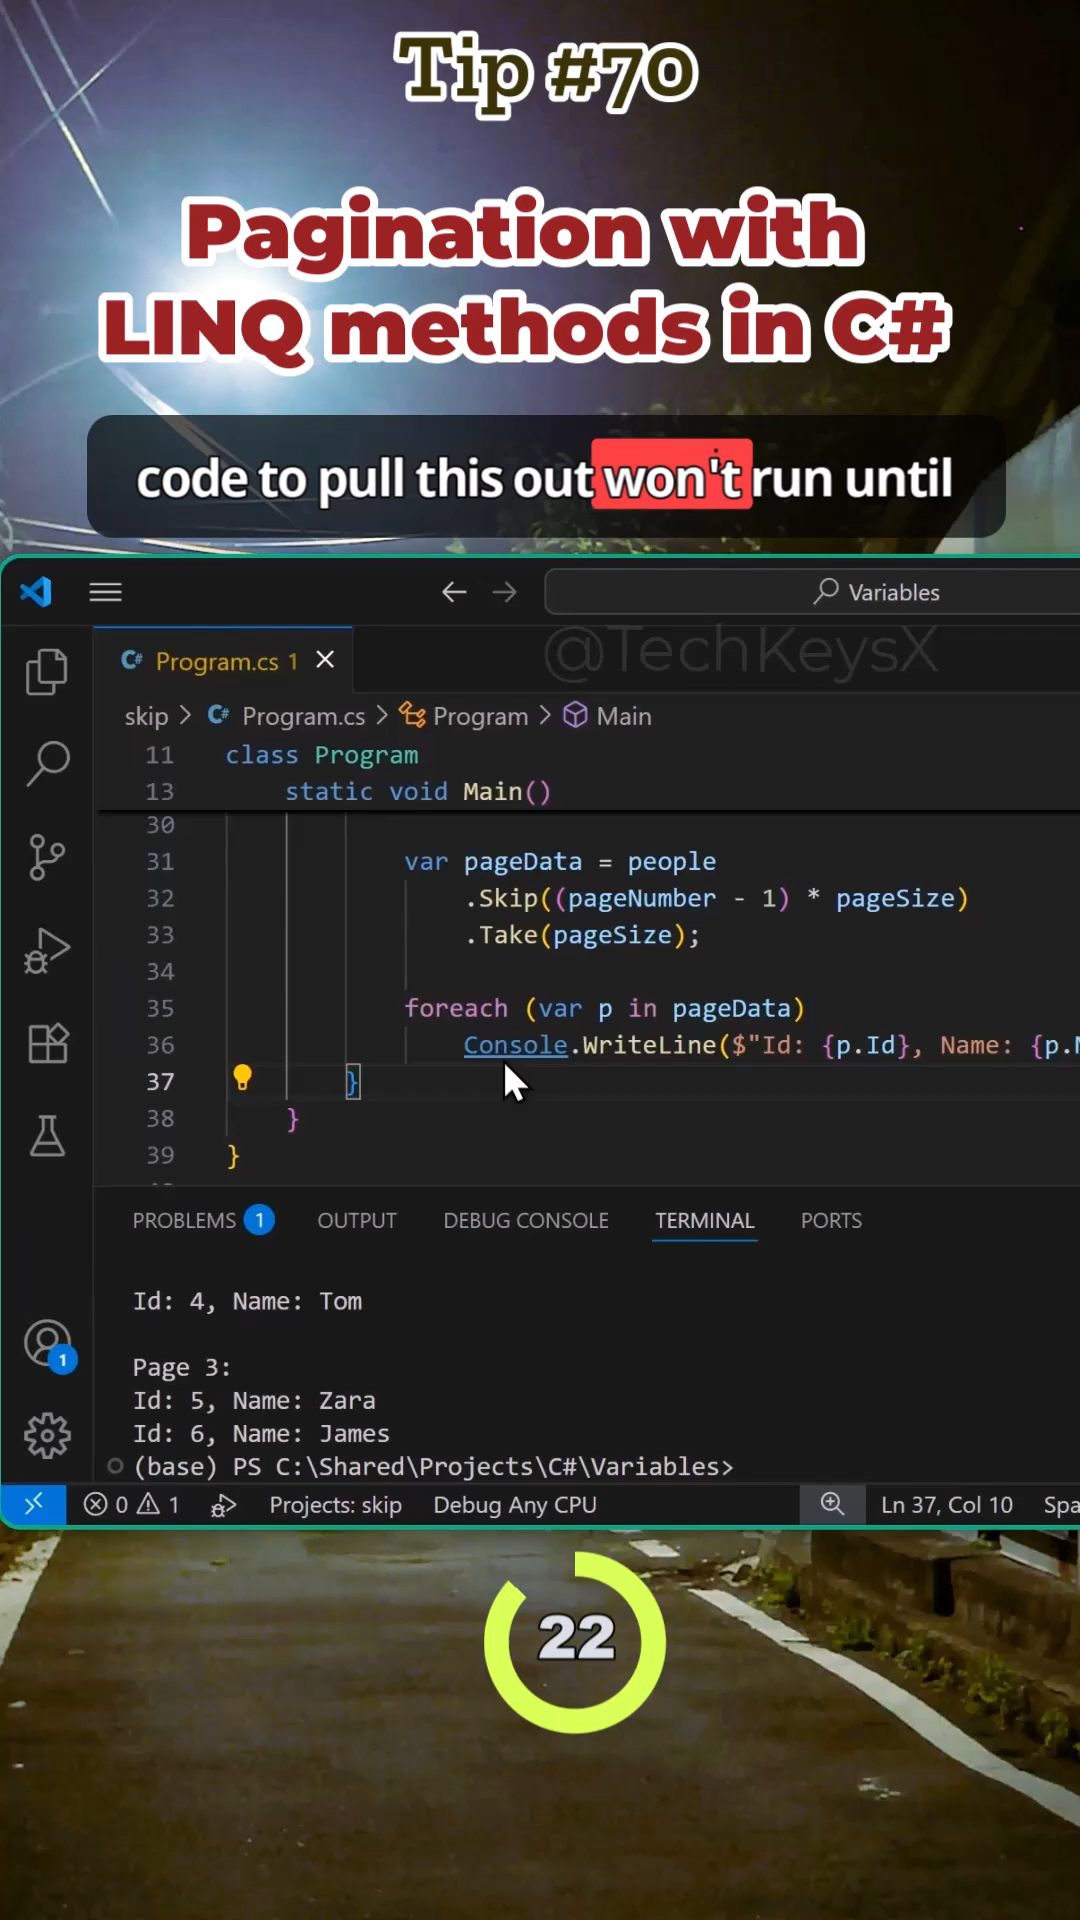 Tip #70
Pagination with
LINQ methods in C#
code to pull this out won't run until
Variables
@TechKeysX
C# Program.cs 1
skip > C# Program.cs > Program > Main
11 class Program
13 static void Main()
30
31 var pageData = people
32 .Skip((pageNumber - 1) * pageSize)
33 .Take(pageSize);
34
35 foreach (var p in pageData)
36 Console.WriteLine($"Id: {p.Id}, Name: {p.
37 }
38 }
39 }
PROBLEMS 1 OUTPUT DEBUG CONSOLE TERMINAL PORTS
Id: 4, Name: Tom
Page 3:
Id: 5, Name: Zara
Id: 6, Name: James
1
(base) PS C:\Shared\Projects\C#\Variables>
0 1 Projects: skip Debug Any CPU Ln 37, Col 10 Spa
22